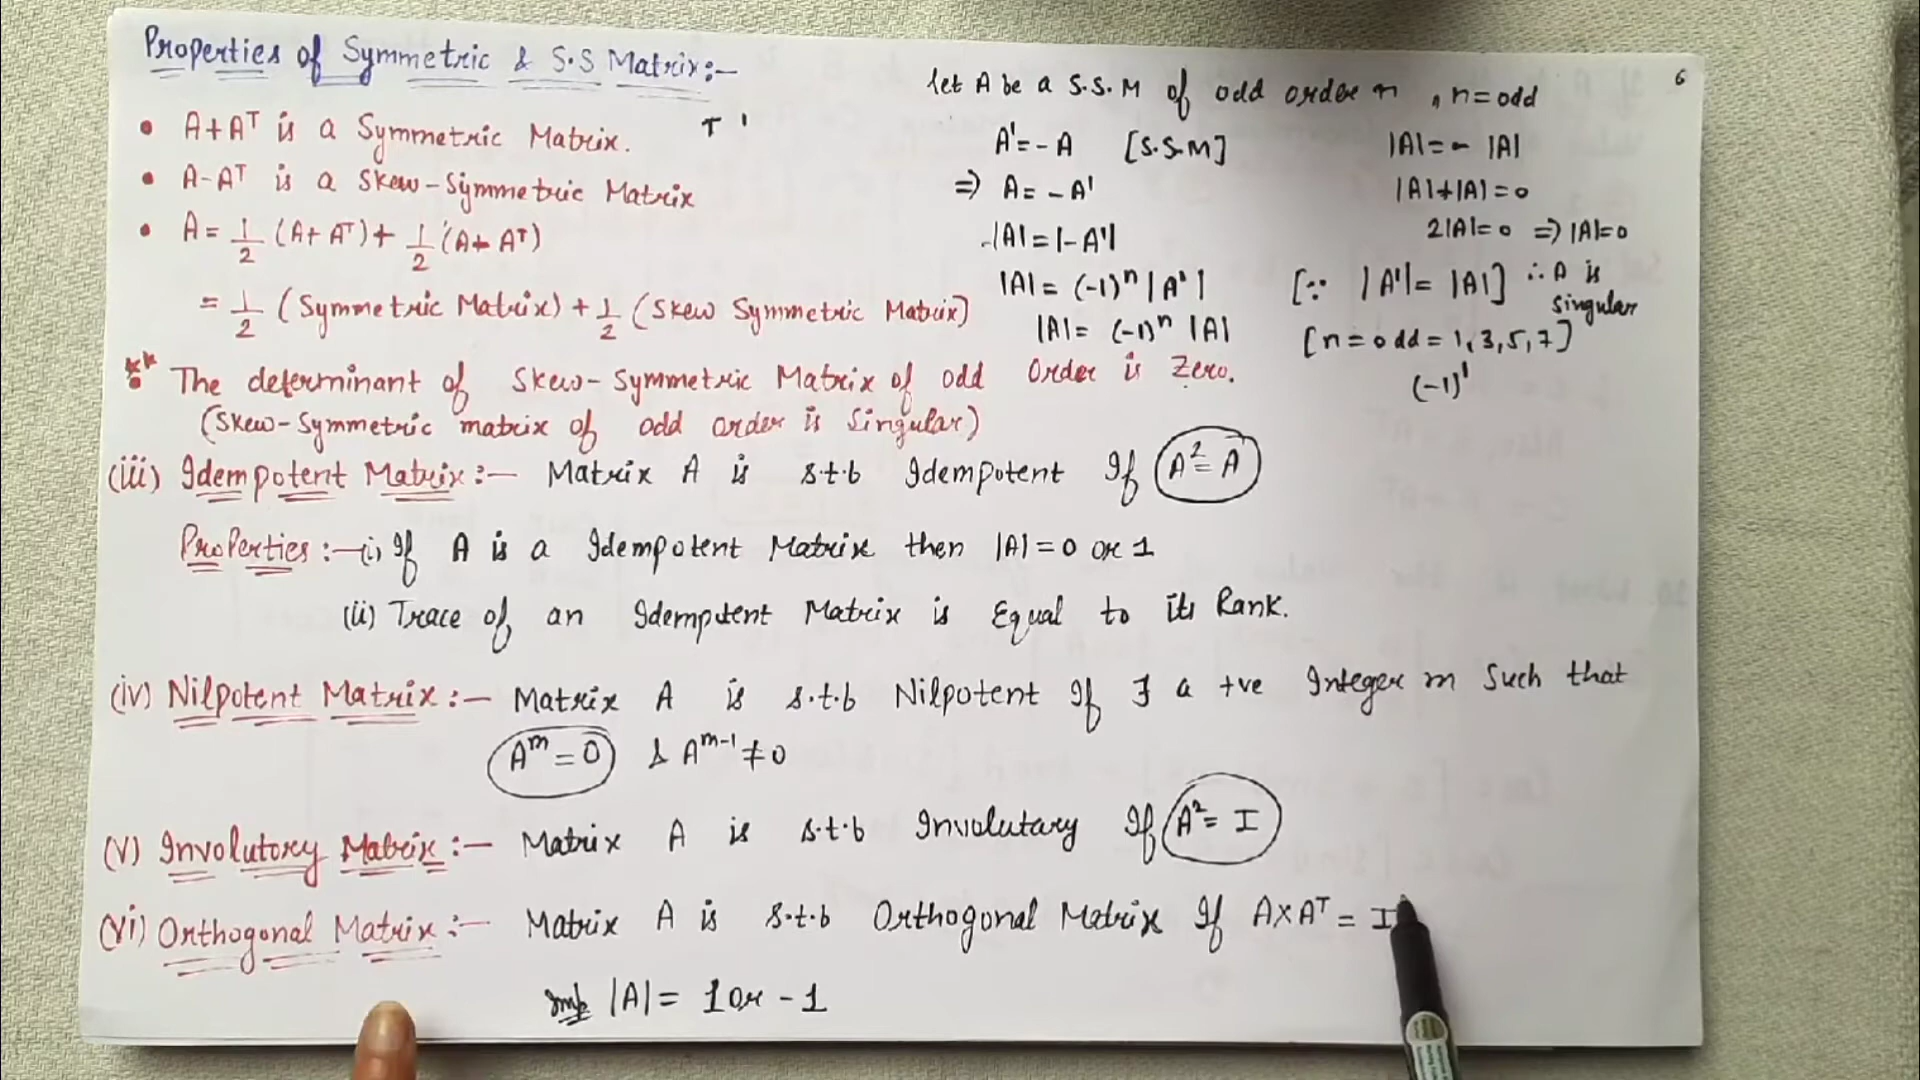 Properties of Symmetric & S.S Matrix:-
• A+Aᵀ is a Symmetric Matrix. T '
• A-Aᵀ is a Skew-Symmetric Matrix
• A = 1/2 (A+Aᵀ) + 1/2 (A-Aᵀ)
= 1/2 (Symmetric Matrix) + 1/2 (Skew Symmetric Matrix)
** The determinant of Skew-Symmetric Matrix of odd Order is Zero.
(Skew-Symmetric matrix of odd order is Singular)
let A be a S.S.M of odd order n , n=odd
6
A'=-A [S.S.M]
=> A=-A'
|A|=|-A'|
|A|=(-1)ⁿ|A'|
|A|=(-1)ⁿ |A|
[∵ |A'|=|A|]
[n=odd=1,3,5,7]
(-1)¹
|A|=-|A|
|A|+|A|=0
2|A|=0 => |A|=0
∴ A is
Singular
(iii) Idempotent Matrix:- Matrix A is s.t.b Idempotent If A²=A
Properties:- (i) If A is a Idempotent Matrix then |A|=0 or 1
(ii) Trace of an Idemptent Matrix is Equal to its Rank.
(iv) Nilpotent Matrix:- Matrix A is s.t.b Nilpotent If ∃ a +ve Integer m Such that
Aᵐ=0 & Aᵐ⁻¹≠0
(v) Involutory Matrix:- Matrix A is s.t.b Involutary If A²=I
(vi) Orthogonal Matrix:- Matrix A is s.t.b Orthogonal Matrix If A×Aᵀ=I
Imp |A|= 1 or -1